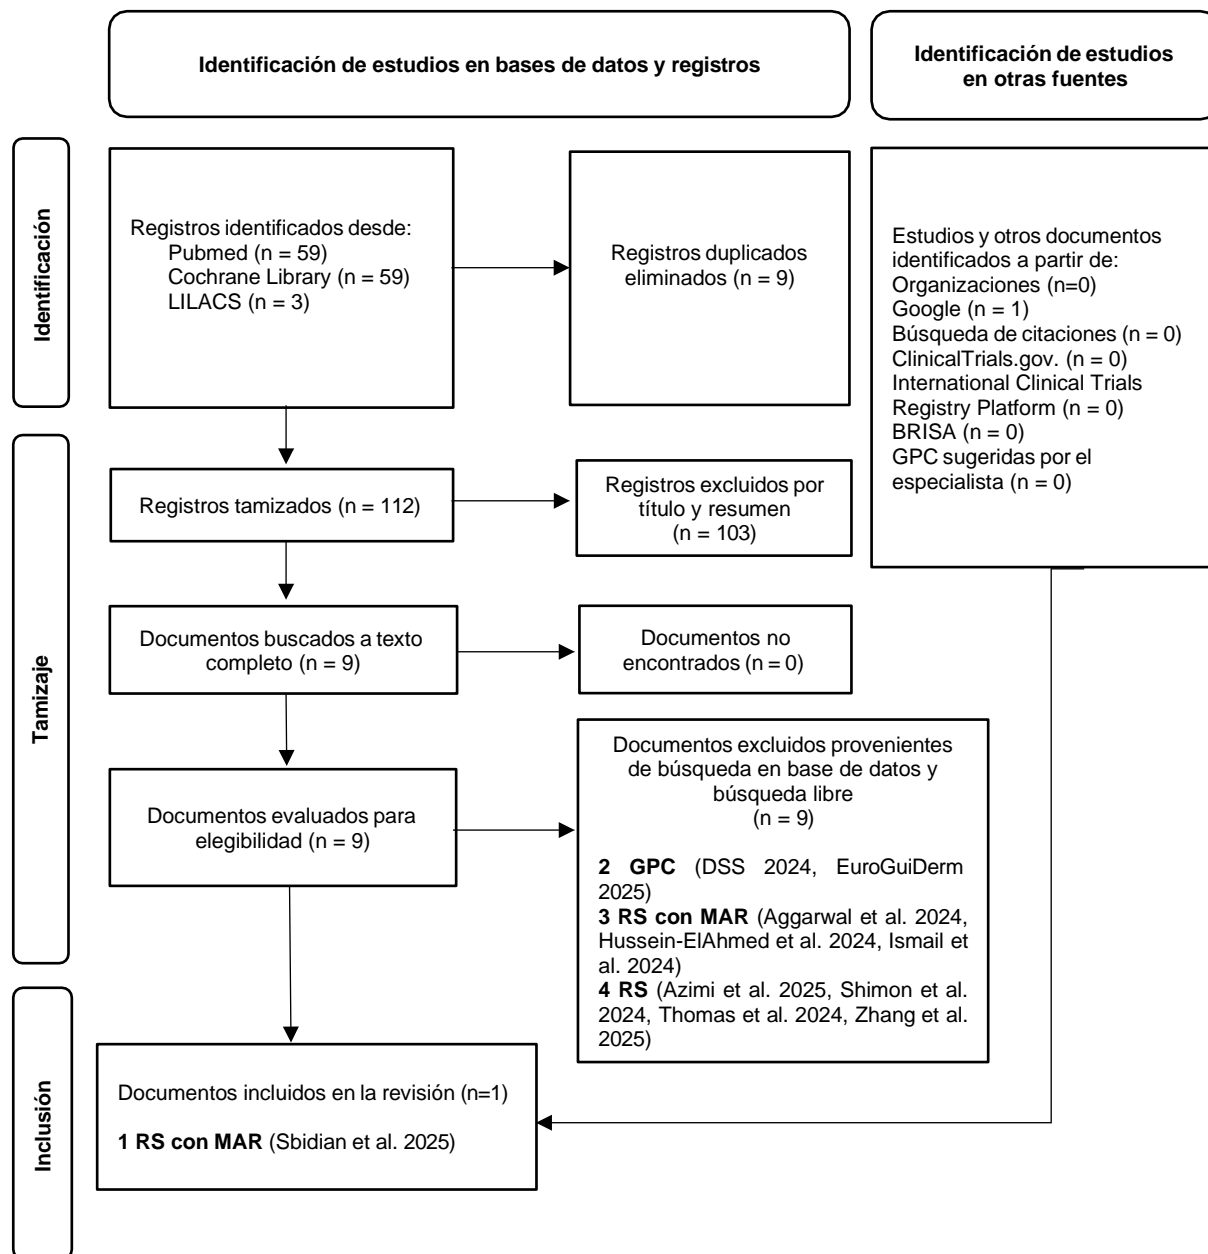 Identificación de estudios en bases de datos y registros
Identificación de estudios
en otras fuentes
Identificación
Registros identificados desde:
Pubmed (n = 59)
Cochrane Library (n = 59)
LILACS (n = 3)
Registros duplicados
eliminados (n = 9)
Estudios y otros documentos
identificados a partir de:
Organizaciones (n=0)
Google (n = 1)
Búsqueda de citaciones (n = 0)
ClinicalTrials.gov. (n = 0)
International Clinical Trials
Registry Platform (n = 0)
BRISA (n = 0)
GPC sugeridas por el
especialista (n = 0)
Tamizaje
Registros tamizados (n = 112)
Registros excluidos por
título y resumen
(n = 103)
Documentos buscados a texto
completo (n = 9)
Documentos no
encontrados (n = 0)
Documentos evaluados para
elegibilidad (n = 9)
Documentos excluidos provenientes
de búsqueda en base de datos y
búsqueda libre
(n = 9)
2 GPC (DSS 2024, EuroGuiDerm
2025)
3 RS con MAR (Aggarwal et al. 2024,
Hussein-ElAhmed et al. 2024, Ismail et
al. 2024)
4 RS (Azimi et al. 2025, Shimon et al.
2024, Thomas et al. 2024, Zhang et al.
2025)
Inclusión
Documentos incluidos en la revisión (n=1)
1 RS con MAR (Sbidian et al. 2025)